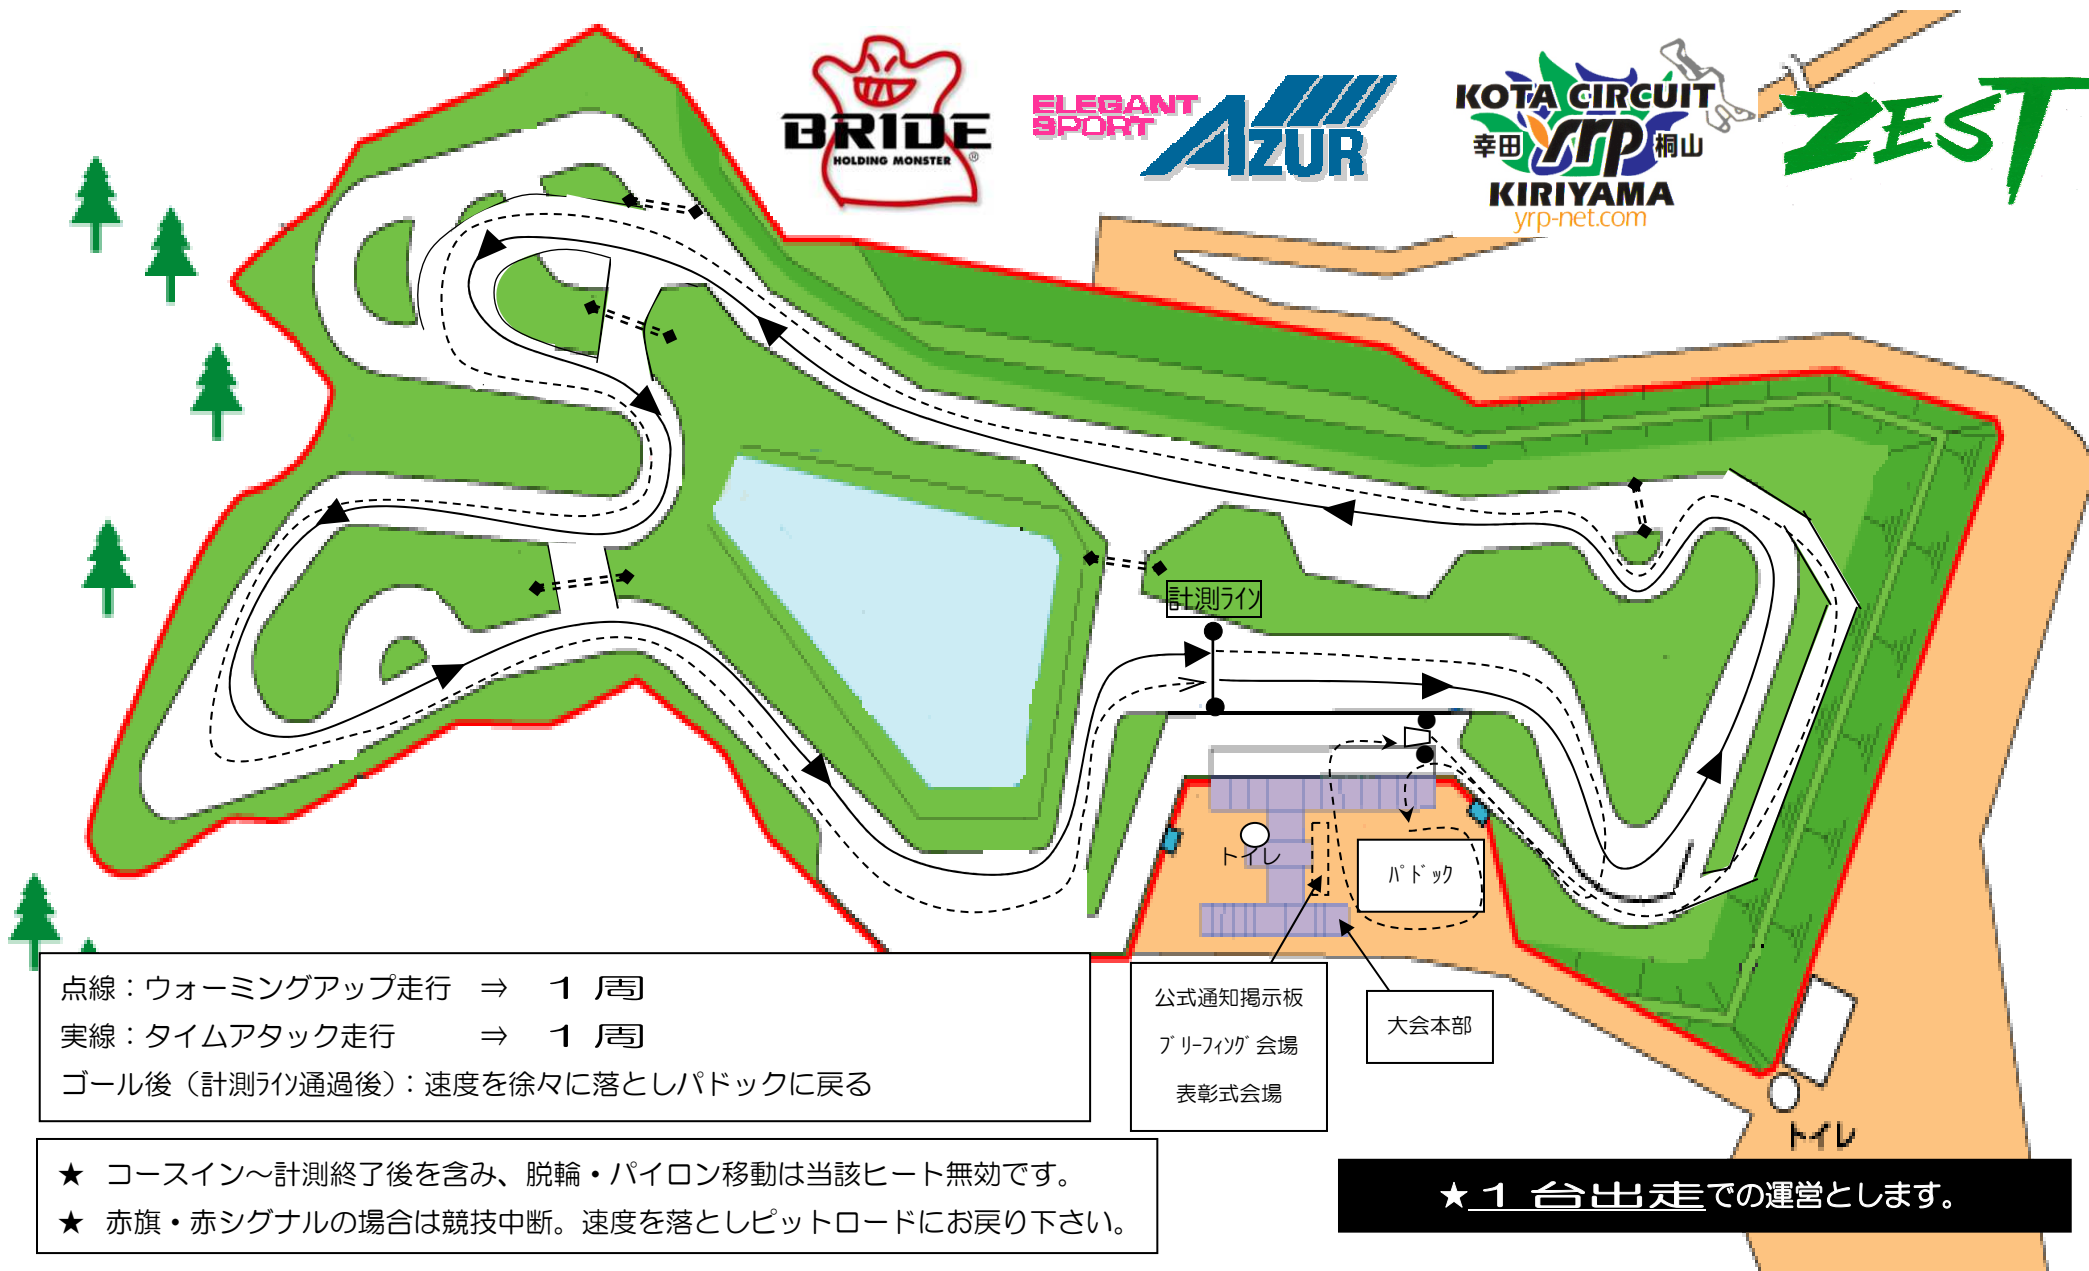 BRIDE
HOLDING MONSTER
®
ELEGANT
SPORT
AZUR
KOTA CIRCUIT
幸田 yrp 桐山
KIRIYAMA
yrp-net.com
ZEST
計測ﾗｲﾝ
トイレ
ﾊﾟﾄﾞｯｸ
点線：ウォーミングアップ走行 ⇒ １ 周
実線：タイムアタック走行 ⇒ １ 周
ゴール後（計測ﾗｲﾝ通過後）：速度を徐々に落としパドックに戻る
公式通知掲示板
ﾌﾞﾘｰﾌｨﾝｸﾞ会場
表彰式会場
大会本部
トイレ
★ コースイン～計測終了後を含み、脱輪・パイロン移動は当該ヒート無効です。
★ 赤旗・赤シグナルの場合は競技中断。速度を落としピットロードにお戻り下さい。
★１台出走での運営とします。